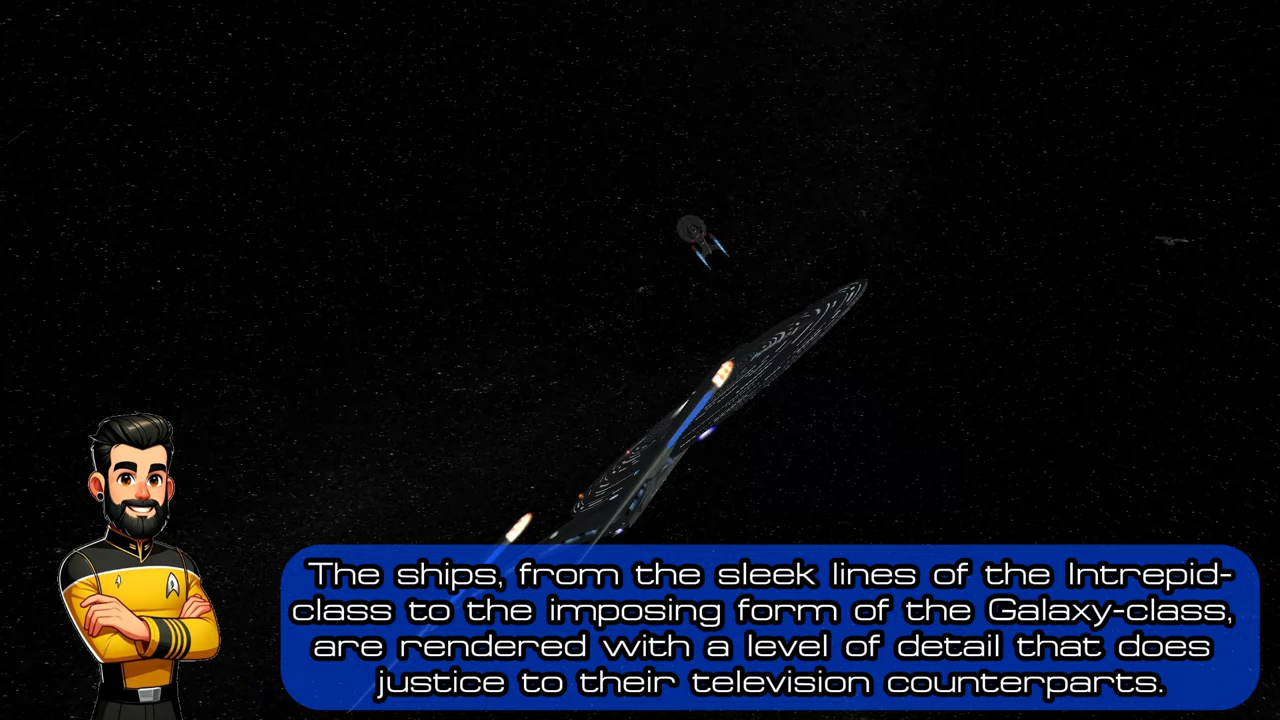 The ships, from the sleek lines of the Intrepid-
class to the imposing form of the Galaxy-class,
are rendered with a level of detail that does
justice to their television counterparts.